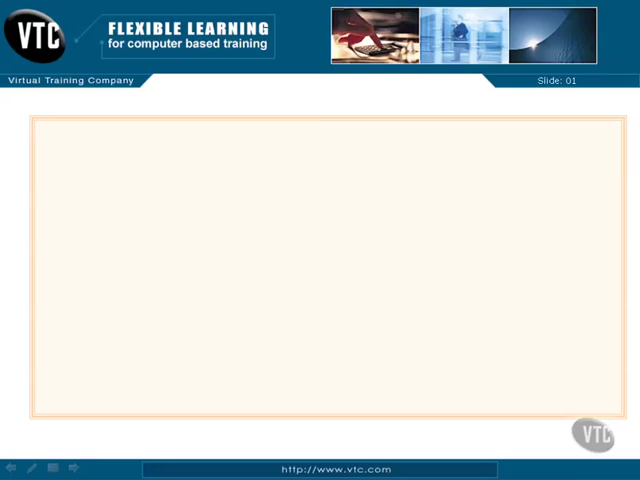 VTC
FLEXIBLE LEARNING
for computer based training
Virtual Training Company
Slide: 01
VTC
http://www.vtc.com